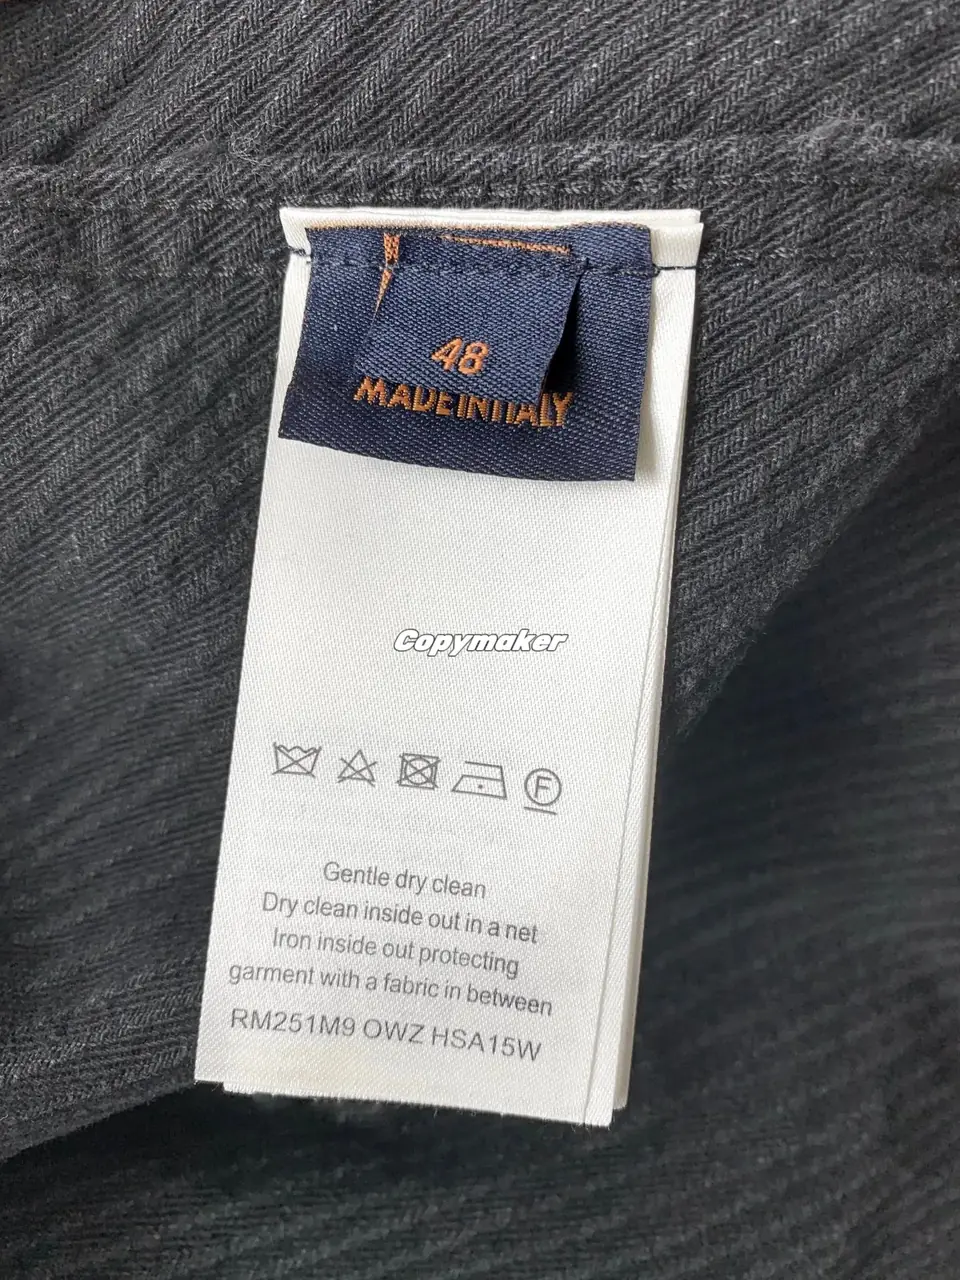 48
MADE IN ITALY
Copymaker
F
Gentle dry clean
Dry clean inside out in a net
Iron inside out protecting
garment with a fabric in between
RM251M9 OWZ HSA15W